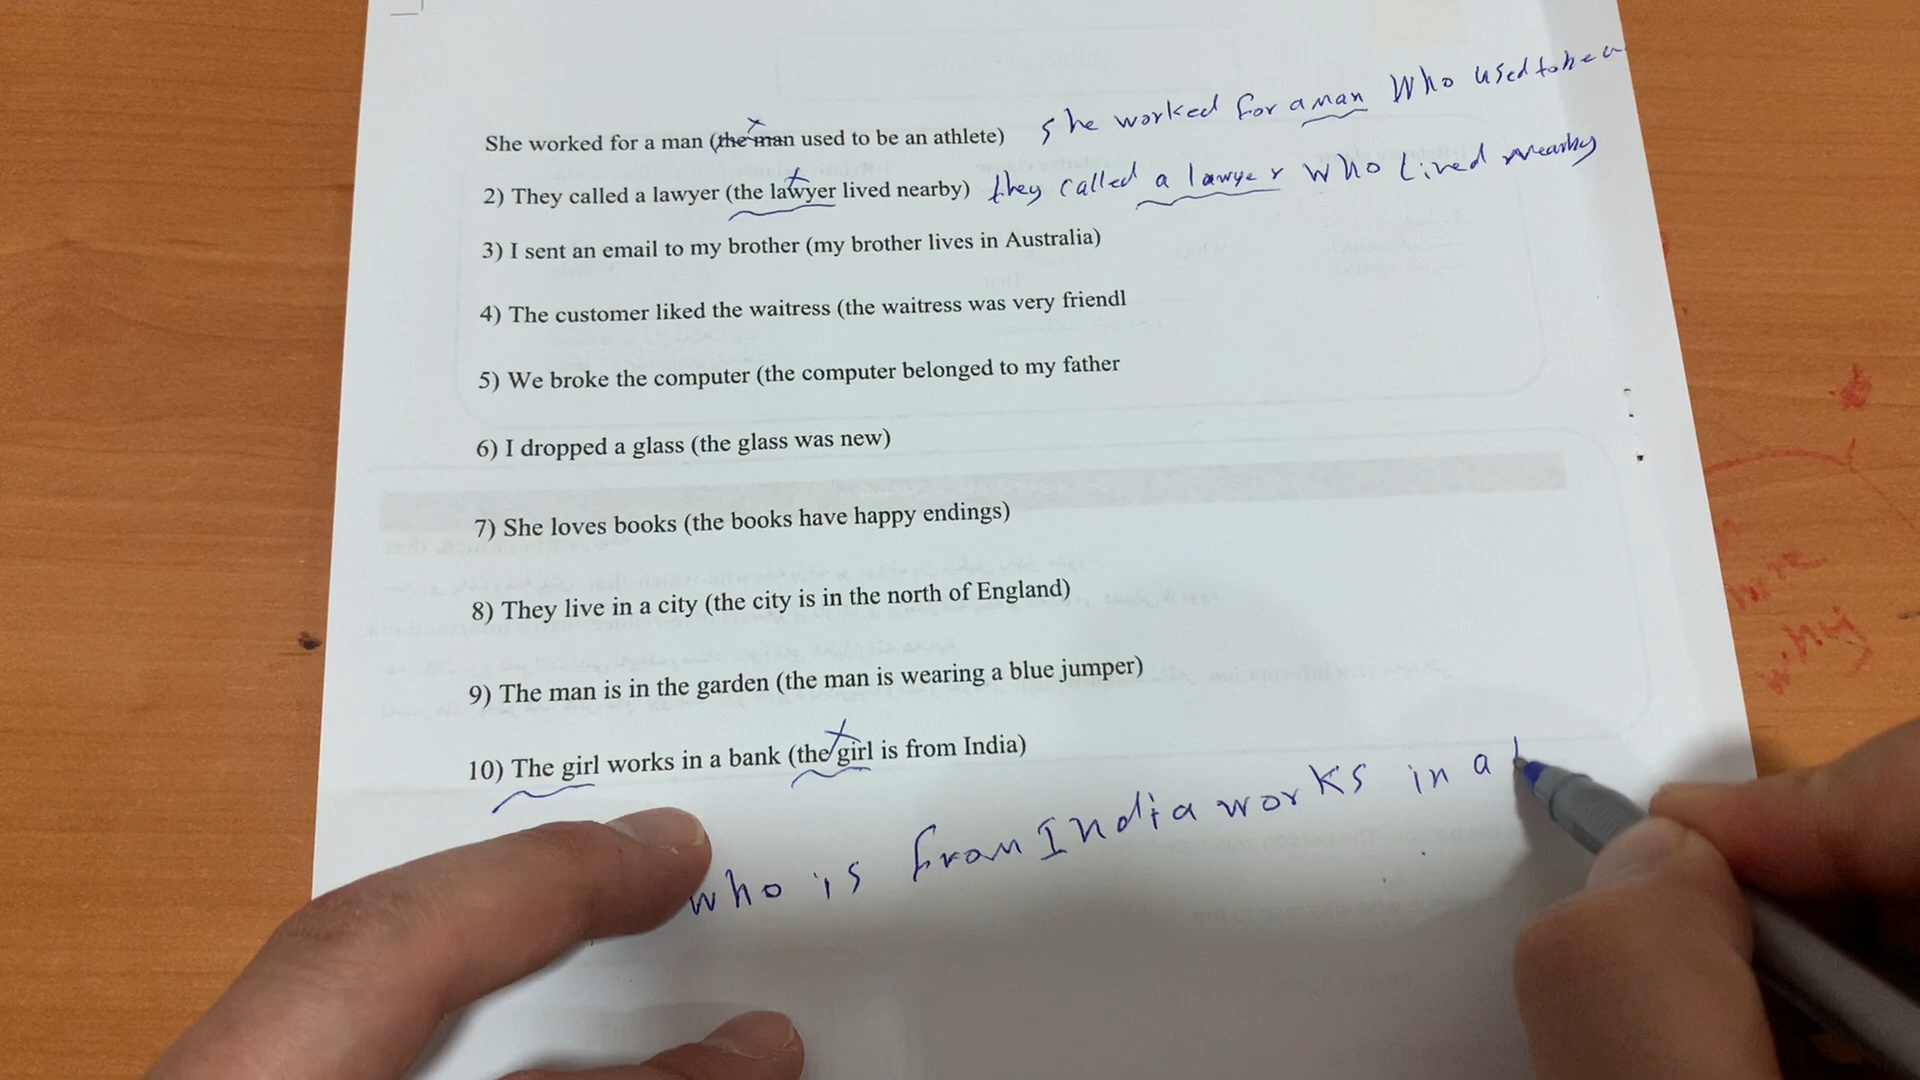 She worked for a man (the man used to be an athlete) She worked for a man Who used to be a
2) They called a lawyer (the lawyer lived nearby) they called a lawyer who lived nearby
3) I sent an email to my brother (my brother lives in Australia)
4) The customer liked the waitress (the waitress was very friendl
5) We broke the computer (the computer belonged to my father
6) I dropped a glass (the glass was new)
7) She loves books (the books have happy endings)
8) They live in a city (the city is in the north of England)
9) The man is in the garden (the man is wearing a blue jumper)
10) The girl works in a bank (the girl is from India)
who is from India works in a